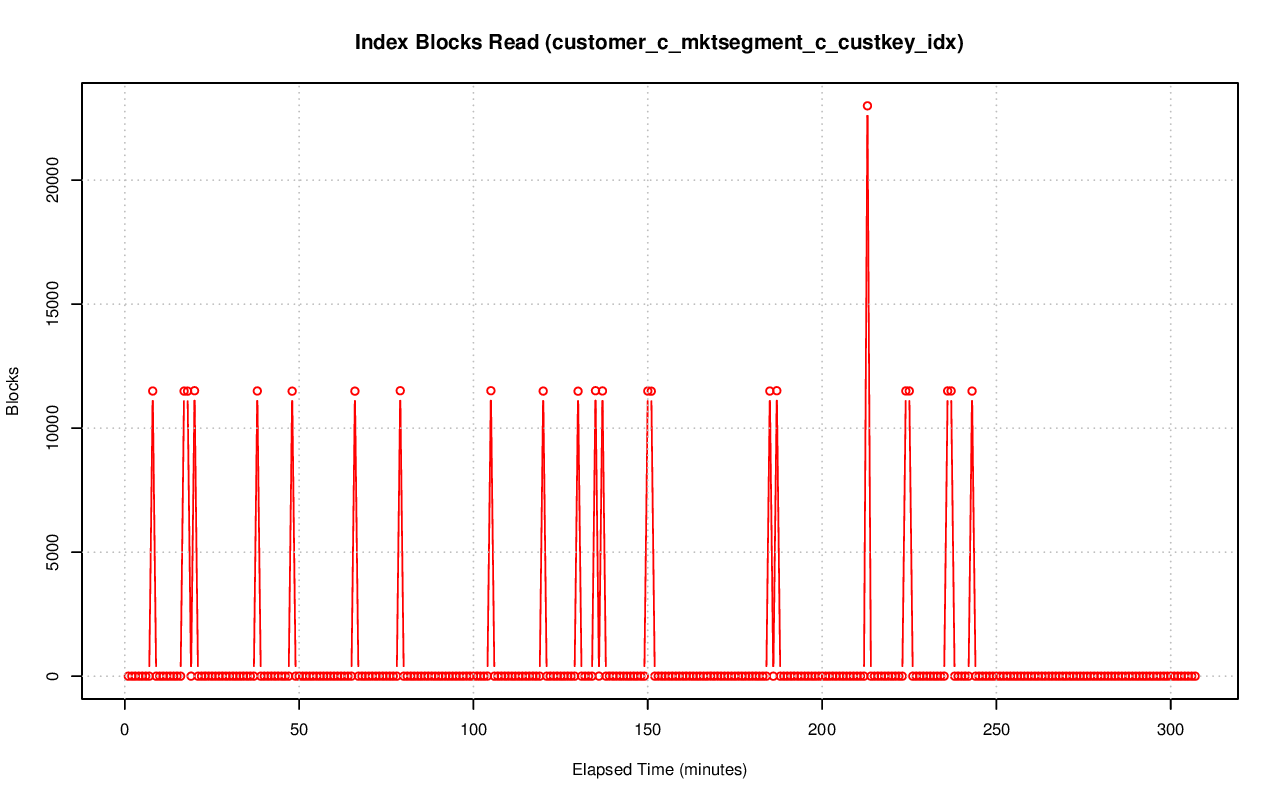 Index Blocks Read (customer_c_mktsegment_c_custkey_idx)
Blocks
20000
15000
10000
5000
0
0 50 100 150 200 250 300
Elapsed Time (minutes)